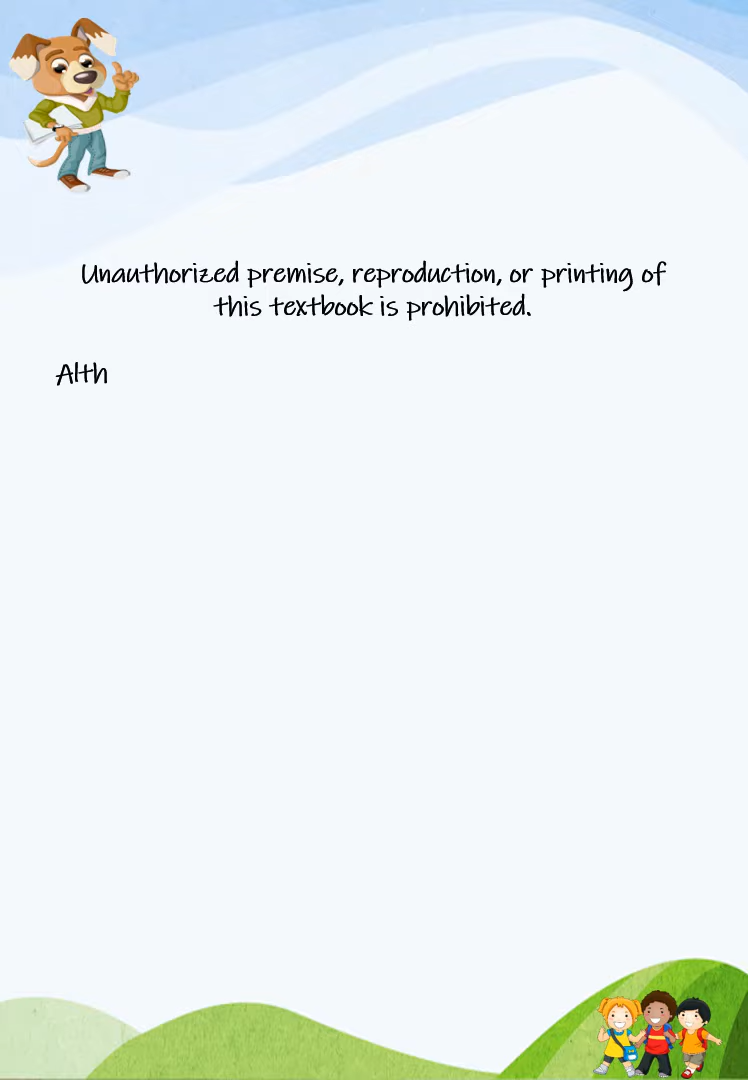 Unauthorized premise, reproduction, or printing of
this textbook is prohibited.
Alth